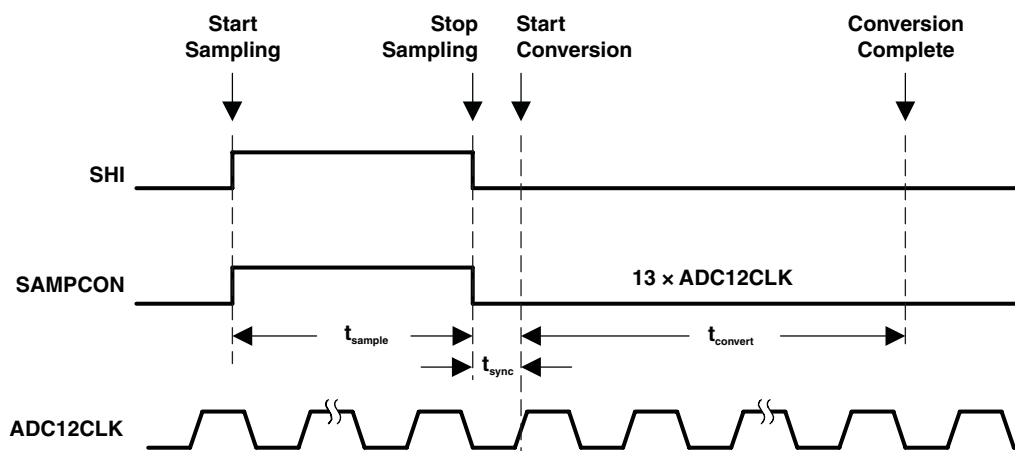 Start Sampling
Stop Sampling
Start Conversion
Conversion Complete
SHI
SAMPCON
13 × ADC12CLK
tsample
tconvert
tsync
ADC12CLK